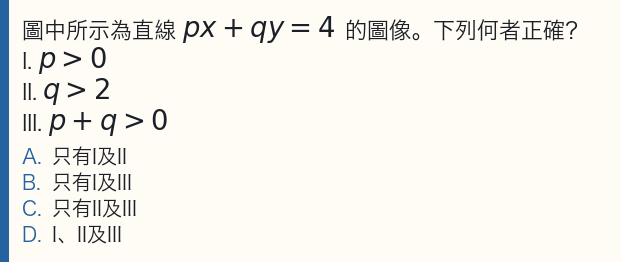 圖中所示為直線 px + qy = 4 的圖像。下列何者正確?
I. p > 0
II. q > 2
III. p + q > 0
A. 只有I及II
B. 只有I及III
C. 只有II及III
D. I、II及III